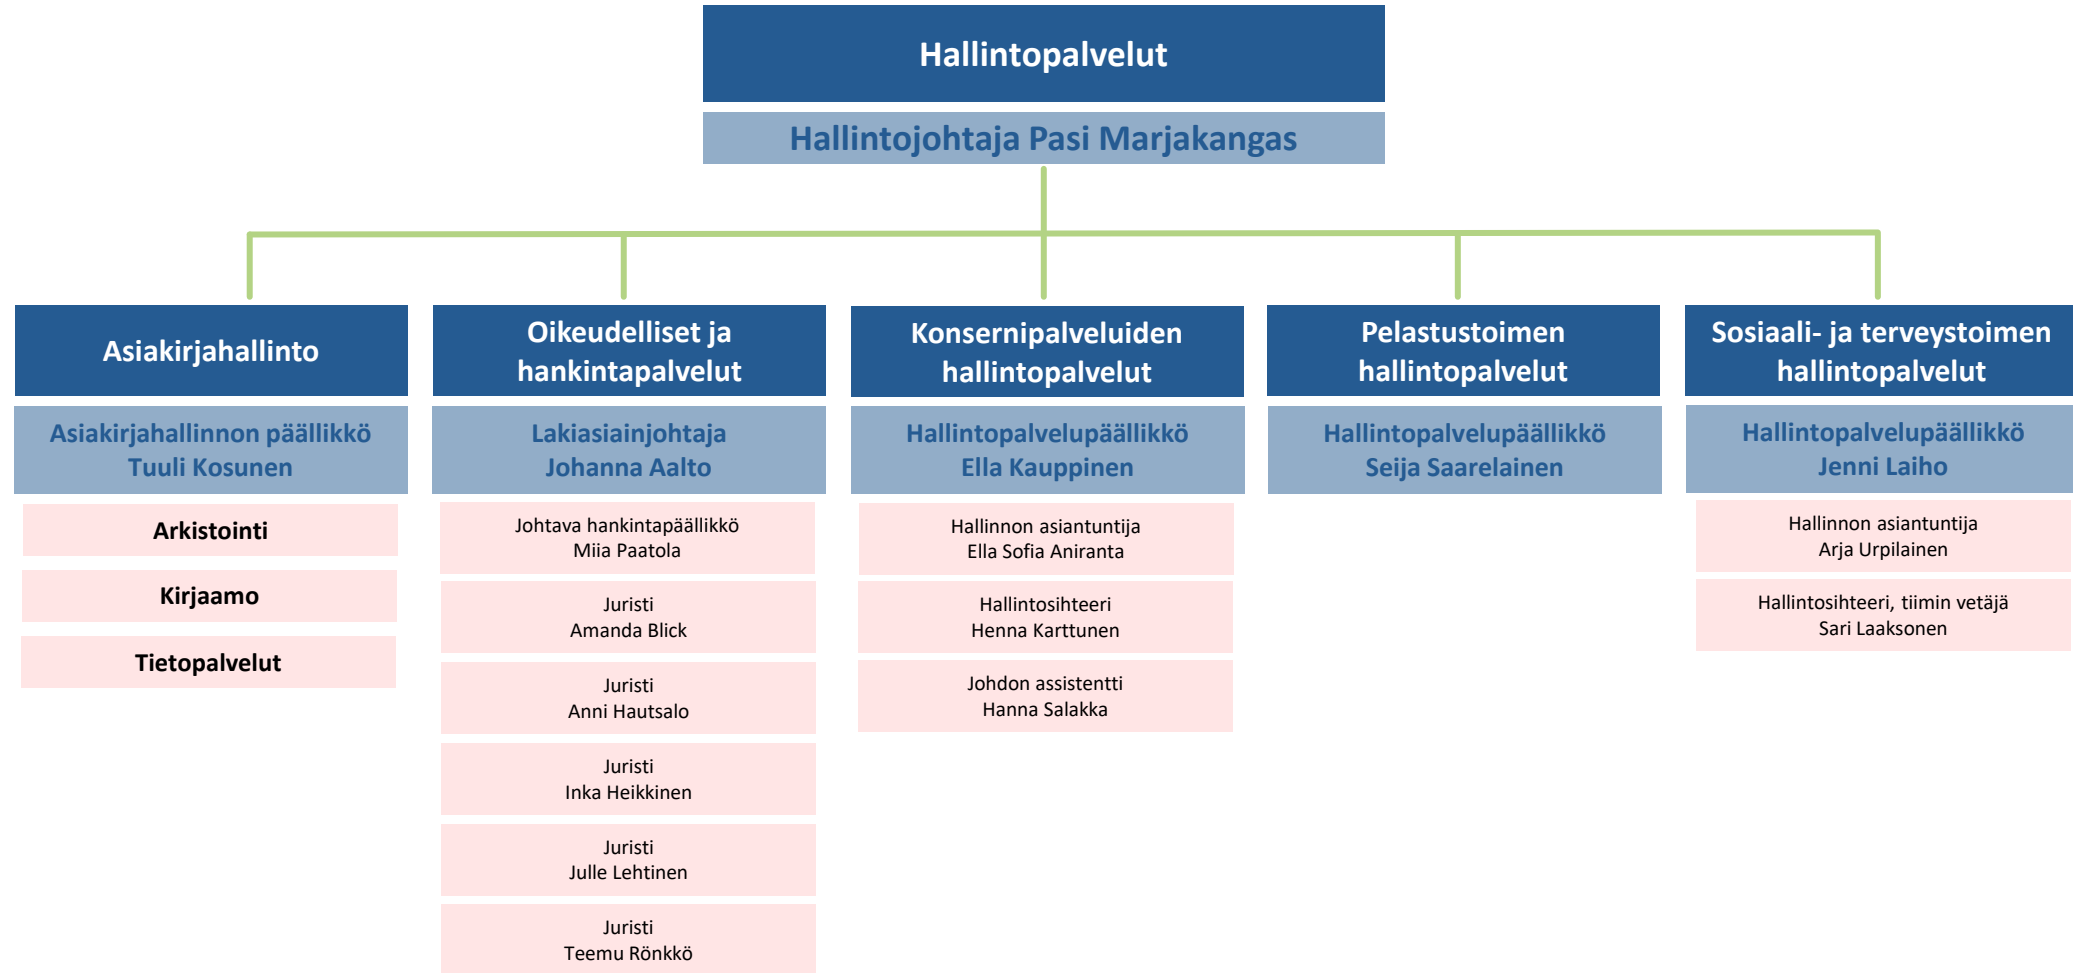 Hallintopalvelut
Hallintojohtaja Pasi Marjakangas
Asiakirjahallinto
Asiakirjahallinnon päällikkö
Tuuli Kosunen
Arkistointi
Kirjaamo
Tietopalvelut
Oikeudelliset ja
hankintapalvelut
Lakiasiainjohtaja
Johanna Aalto
Johtava hankintapäällikkö
Miia Paatola
Juristi
Amanda Blick
Juristi
Anni Hautsalo
Juristi
Inka Heikkinen
Juristi
Julle Lehtinen
Juristi
Teemu Rönkkö
Konsernipalveluiden
hallintopalvelut
Hallintopalvelupäällikkö
Ella Kauppinen
Hallinnon asiantuntija
Ella Sofia Aniranta
Hallintosihteeri
Henna Karttunen
Johdon assistentti
Hanna Salakka
Pelastustoimen
hallintopalvelut
Hallintopalvelupäällikkö
Seija Saarelainen
Sosiaali- ja terveystoimen
hallintopalvelut
Hallintopalvelupäällikkö
Jenni Laiho
Hallinnon asiantuntija
Arja Urpilainen
Hallintosihteeri, tiimin vetäjä
Sari Laaksonen